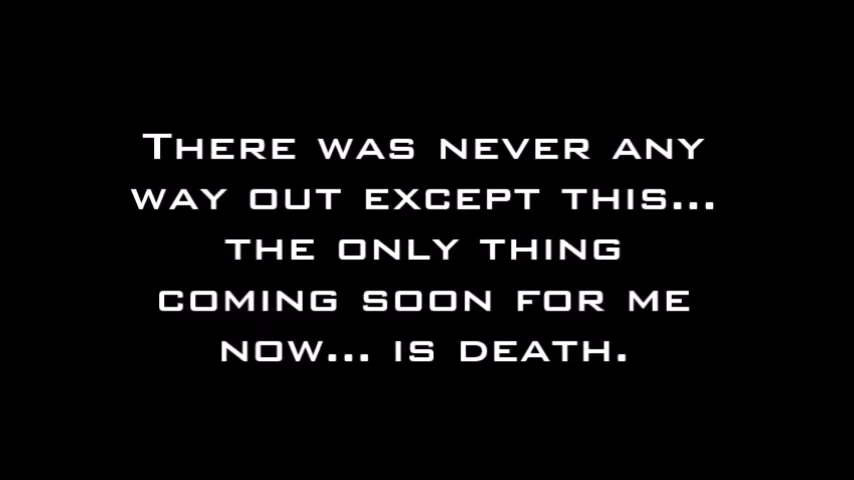 There was never any
way out except this...
the only thing
coming soon for me
now... is death.